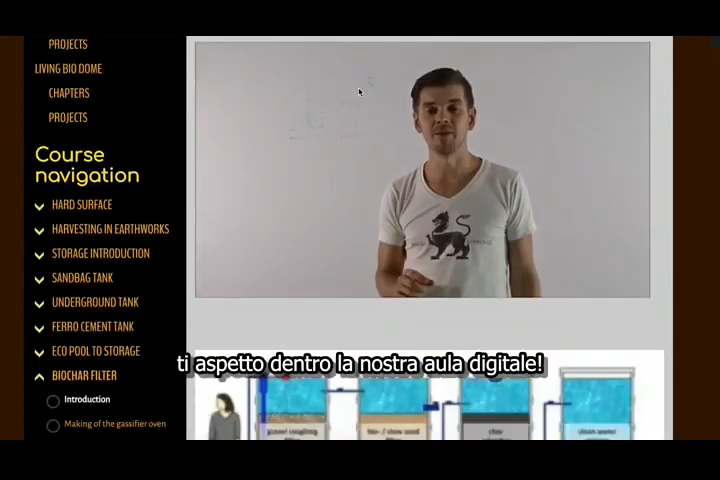 PROJECTS
LIVING BIO DOME
CHAPTERS
PROJECTS
Course
navigation
HARD SURFACE
HARVESTING IN EARTHWORKS
STORAGE INTRODUCTION
SANDBAG TANK
UNDERGROUND TANK
FERRO CEMENT TANK
ECO POOL TO STORAGE
BIOCHAR FILTER
Introduction
Making of the gassifier oven
ti aspetto dentro la nostra aula digitale!